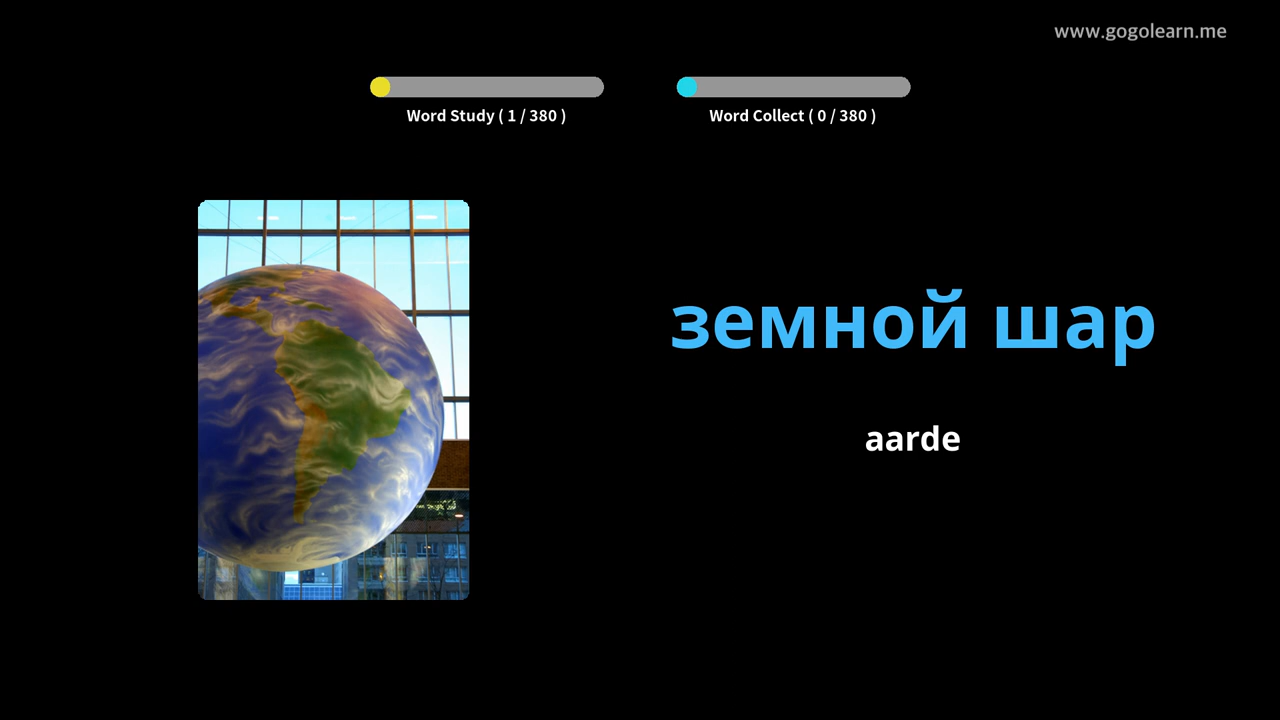 www.gogolearn.me
Word Study ( 1 / 380 )
Word Collect ( 0 / 380 )
земной шар
aarde